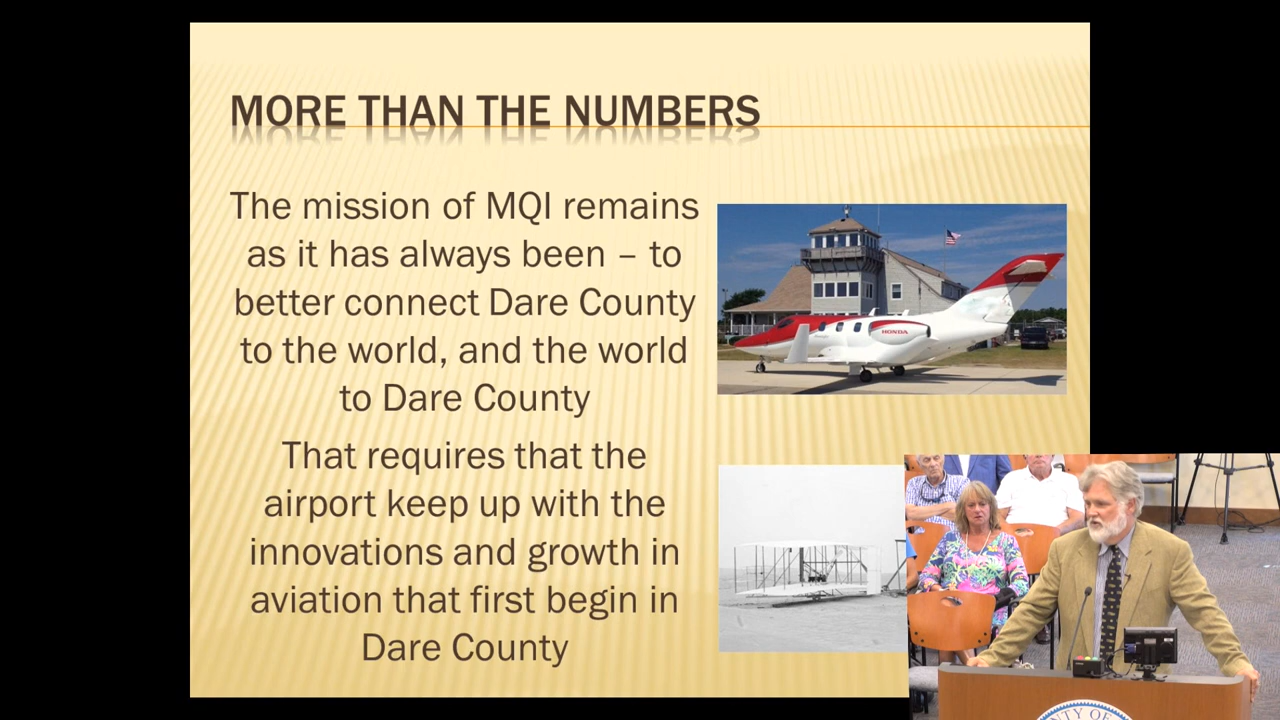 MORE THAN THE NUMBERS
The mission of MQI remains
as it has always been – to
better connect Dare County
to the world, and the world
to Dare County
That requires that the
airport keep up with the
innovations and growth in
aviation that first begin in
Dare County
HONDA
NTY OF